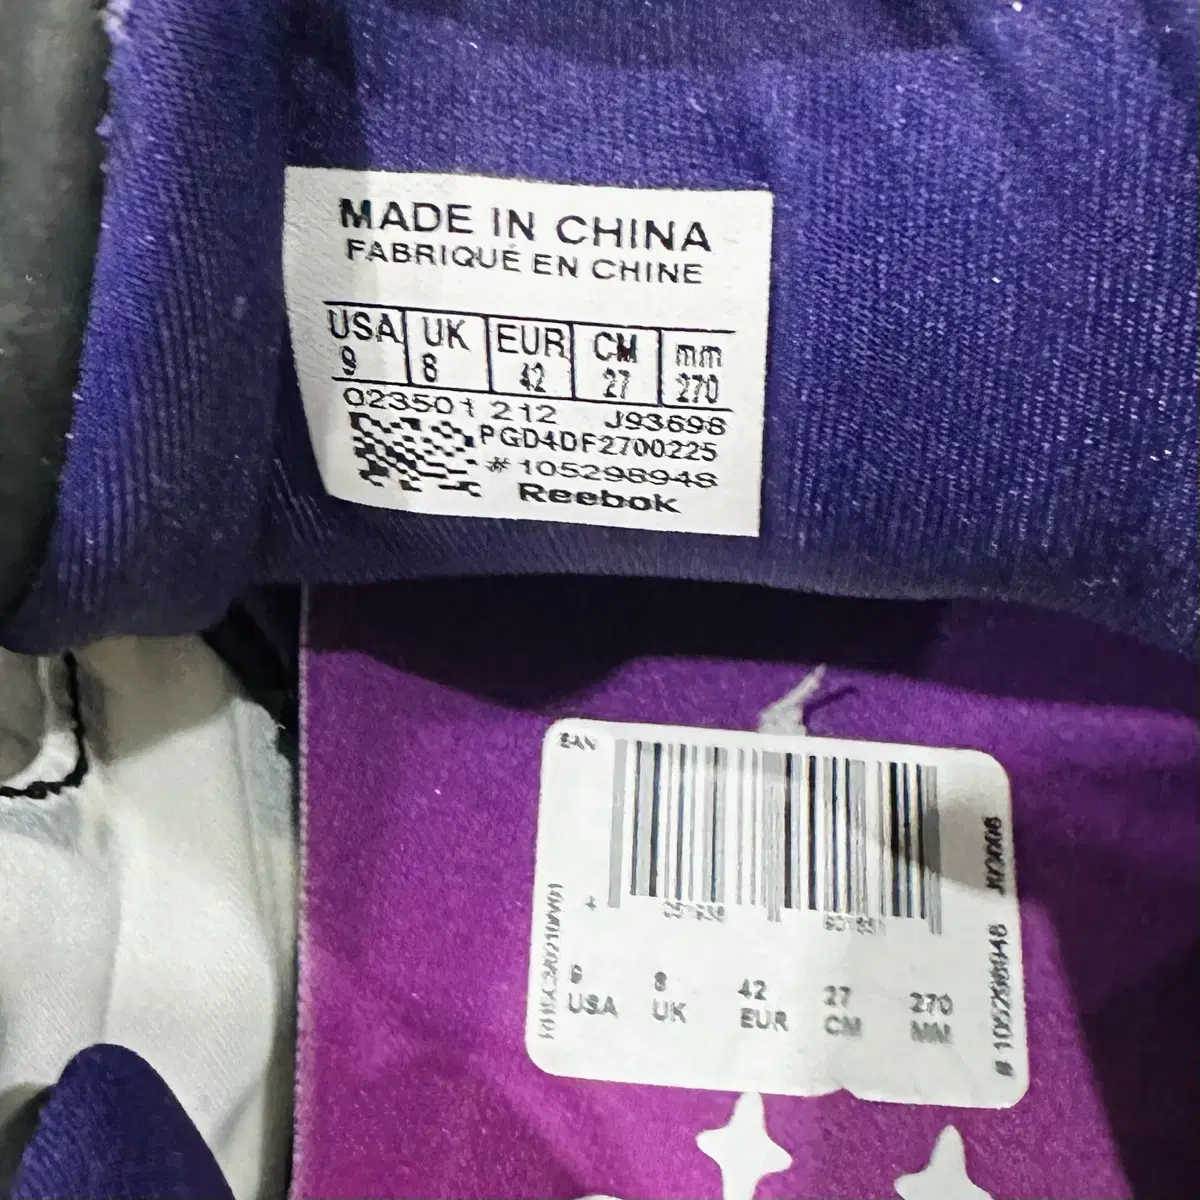 MADE IN CHINA
FABRIQUÉ EN CHINE
USA UK EUR CM mm
9 8 42 27 270
023501 212 J93698
PGD4DF2700225
# 105298948
Reebok
EAN
9 8 42 27 270
USA UK EUR CM MM